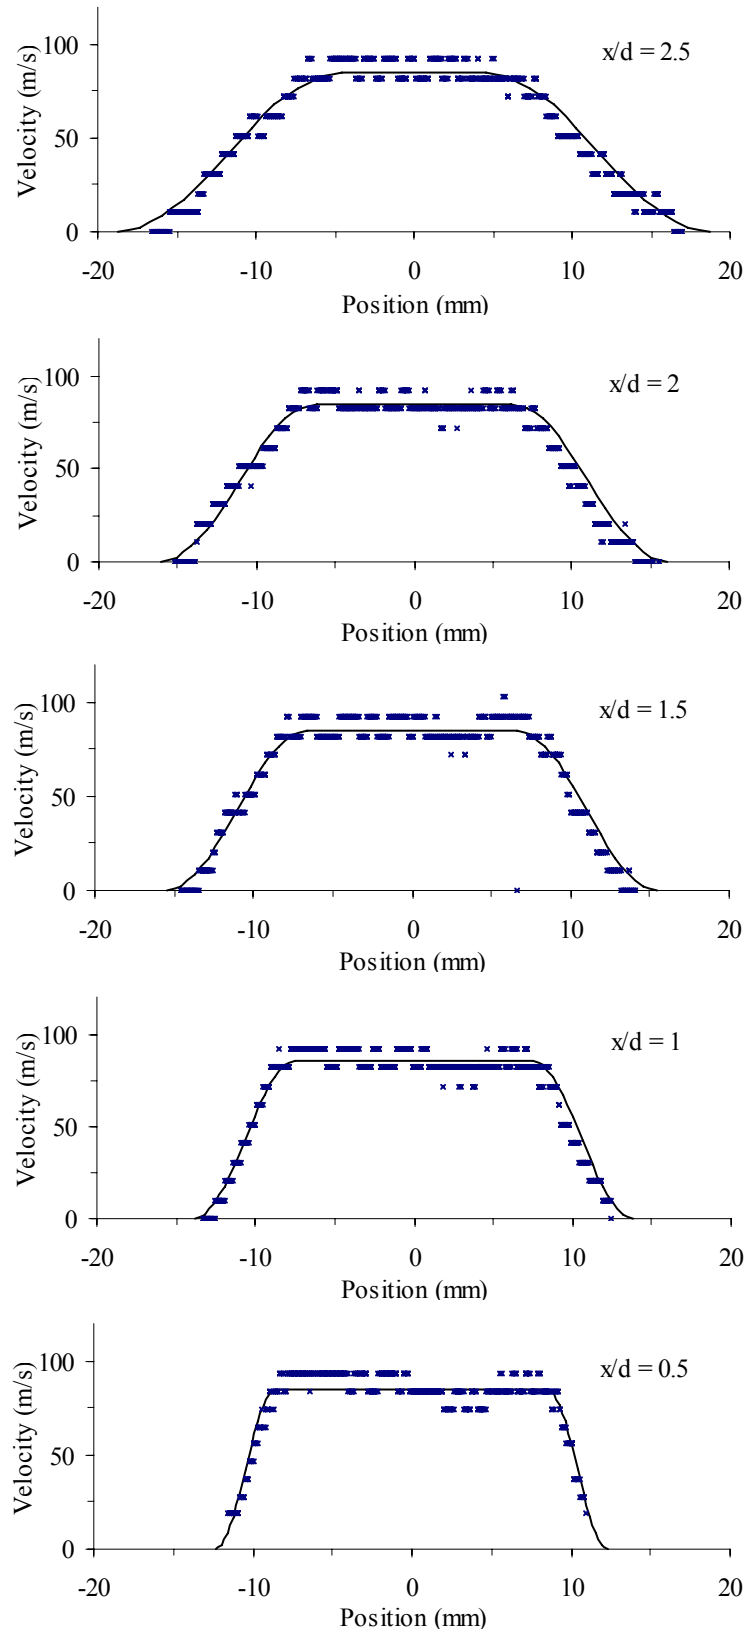 x/d = 2.5
Velocity (m/s)
100
50
0
-20 -10 0 10 20
Position (mm)
x/d = 2
Velocity (m/s)
100
50
0
-20 -10 0 10 20
Position (mm)
x/d = 1.5
Velocity (m/s)
100
50
0
-20 -10 0 10 20
Position (mm)
x/d = 1
Velocity (m/s)
100
50
0
-20 -10 0 10 20
Position (mm)
x/d = 0.5
Velocity (m/s)
100
50
0
-20 -10 0 10 20
Position (mm)